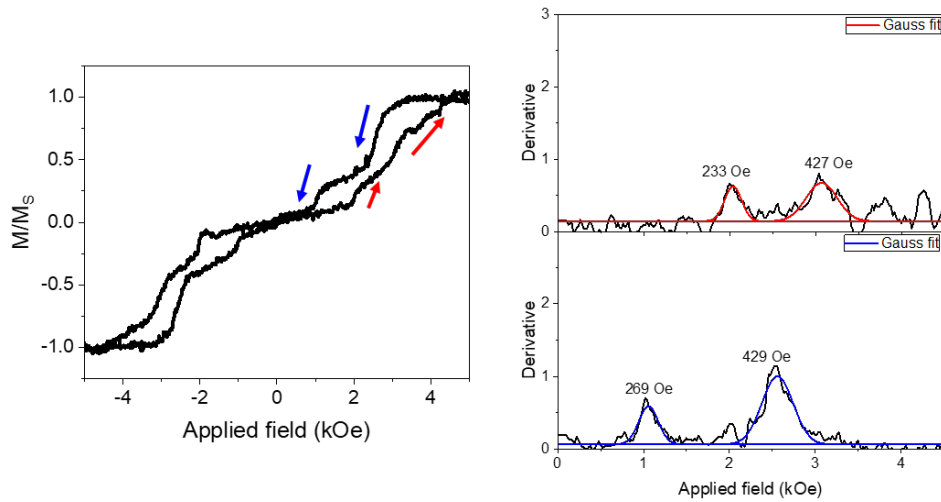 M/MS
1.0
0.5
0.0
-0.5
-1.0
-4
-2
0
2
4
Applied field (kOe)
Derivative
3
2
1
0
Gauss fit
233 Oe
427 Oe
Derivative
3
2
1
0
Gauss fit
269 Oe
429 Oe
0
1
2
3
4
Applied field (kOe)